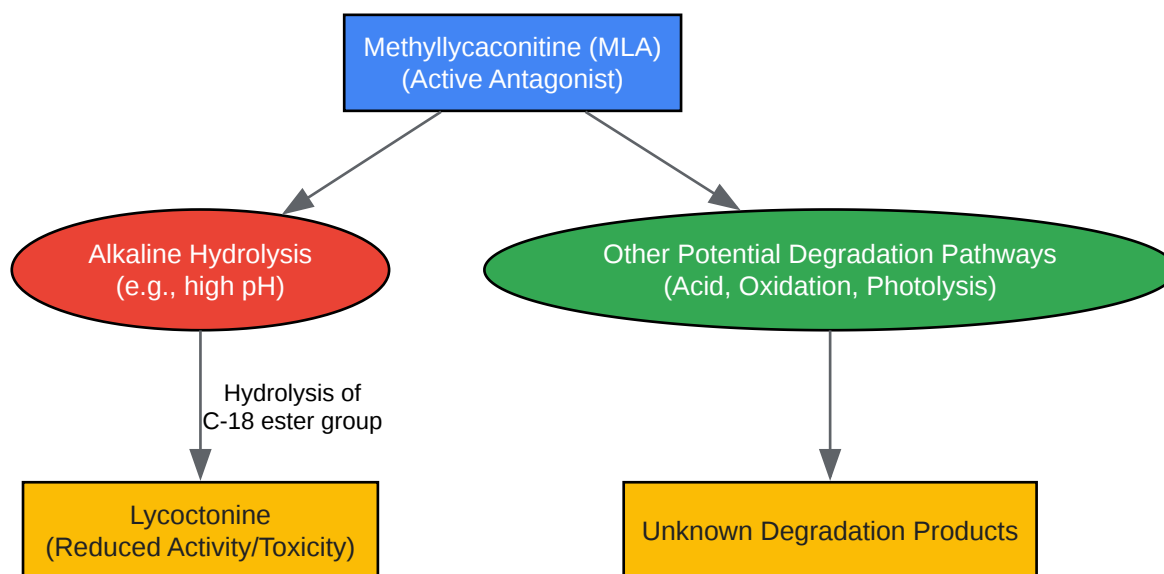 Methyllycaconitine (MLA)
(Active Antagonist)
Alkaline Hydrolysis
(e.g., high pH)
Other Potential Degradation Pathways
(Acid, Oxidation, Photolysis)
Hydrolysis of
C-18 ester group
Lycoctonine
(Reduced Activity/Toxicity)
Unknown Degradation Products